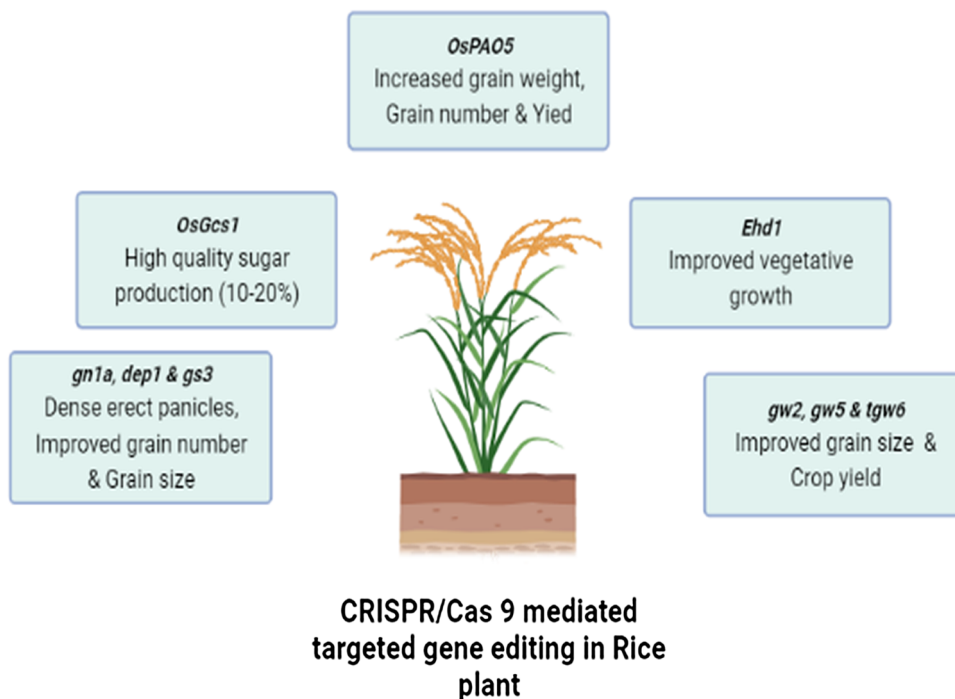 OsPAO5
Increased grain weight,
Grain number & Yied
OsGcs1
High quality sugar
production (10-20%)
Ehd1
Improved vegetative
growth
gn1a, dep1 & gs3
Dense erect panicles,
Improved grain number
& Grain size
gw2, gw5 & tgw6
Improved grain size &
Crop yield
CRISPR/Cas 9 mediated
targeted gene editing in Rice
plant